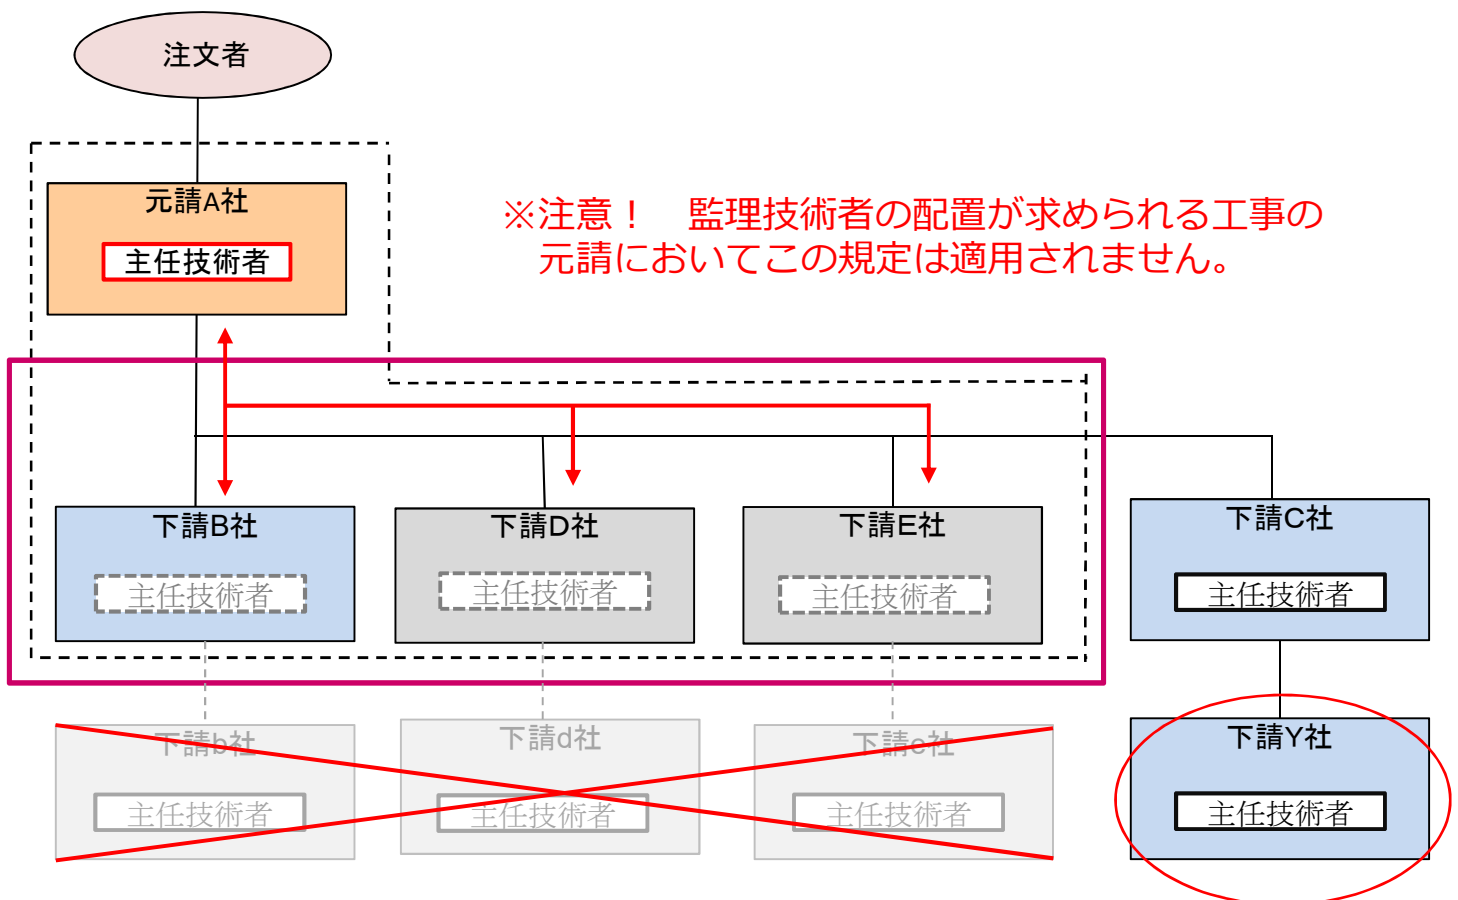 注文者
元請A社
主任技術者
※注意！　監理技術者の配置が求められる工事の
元請においてこの規定は適用されません。
下請B社
主任技術者
下請D社
主任技術者
下請E社
主任技術者
下請C社
主任技術者
下請b社
主任技術者
下請d社
主任技術者
下請e社
主任技術者
下請Y社
主任技術者